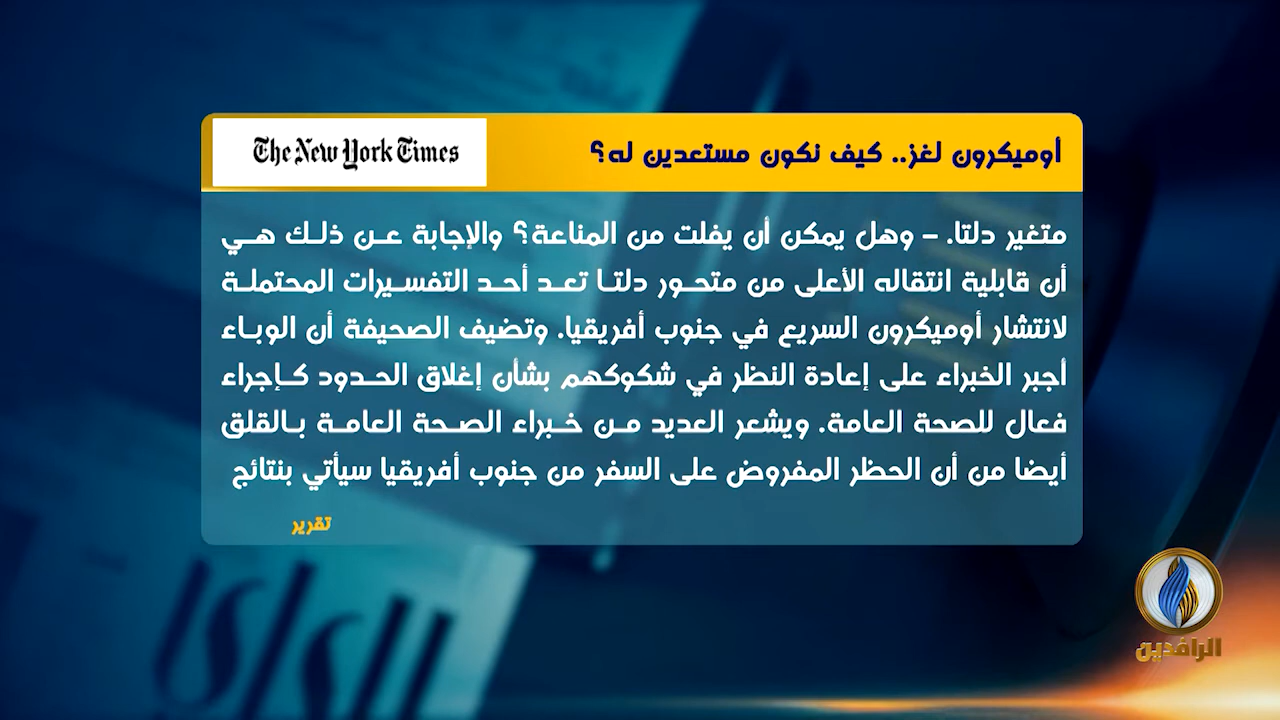 أوميكرون لغز.. كيف نكون مستعدين له؟
The New York Times
متغير دلتا. – وهل يمكن أن يفلت من المناعة؟ والإجابة عن ذلك هي
أن قابلية انتقاله الأعلى من متحور دلتا تعد أحد التفسيرات المحتملة
لانتشار أوميكرون السريع في جنوب أفريقيا. وتضيف الصحيفة أن الوباء
أجبر الخبراء على إعادة النظر في شكوكهم بشأن إغلاق الحدود كإجراء
فعال للصحة العامة. ويشعر العديد من خبراء الصحة العامة بالقلق
أيضا من أن الحظر المفروض على السفر من جنوب أفريقيا سيأتي بنتائج
تقرير
الرافدين